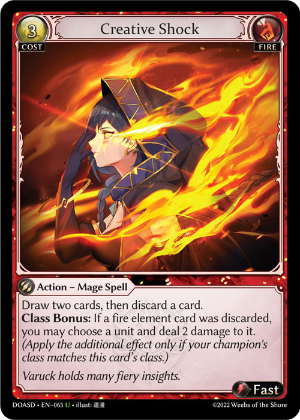 3
Creative Shock
COST
FIRE
Action – Mage Spell
Draw two cards, then discard a card.
Class Bonus: If a fire element card was discarded,
you may choose a unit and deal 2 damage to it.
(Apply the additional effect only if your champion's
class matches this card's class.)
Varuck holds many fiery insights.
Fast
DOASD • EN-065 U • illust:
©2022 Weebs of the Shore